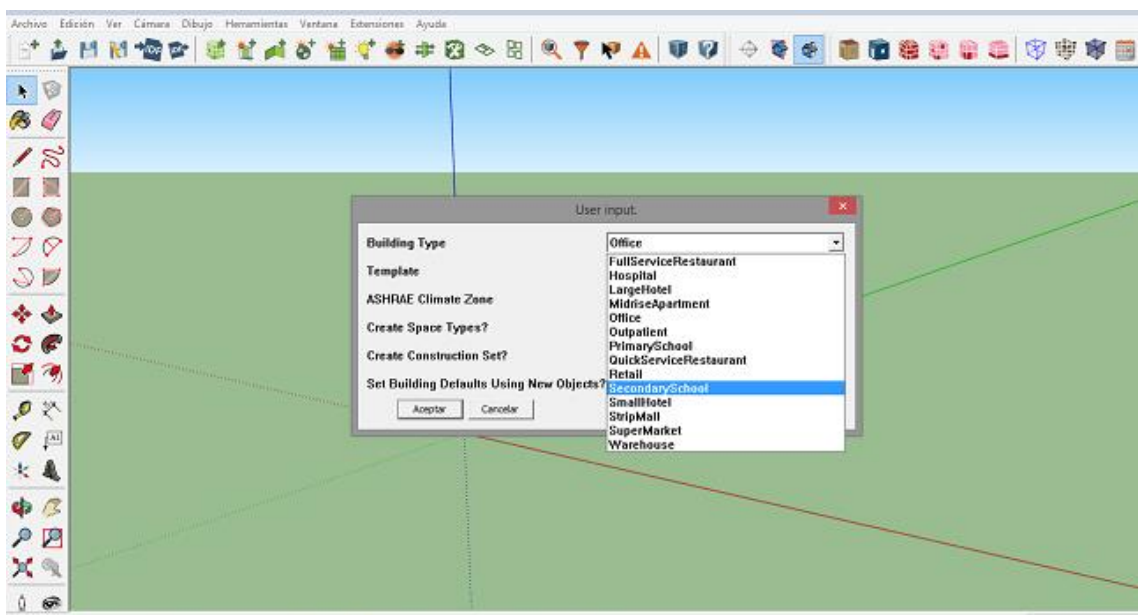 Archivo Edición Ver Cámara Dibujo Herramientas Ventana Extensiones Ayuda
User input.
Building Type
Office
Template
ASHRAE Climate Zone
Create Space Types?
Create Construction Set?
Set Building Defaults Using New Objects?
Aceptar Cancelar
FullServiceRestaurant
Hospital
LargeHotel
MidriseApartment
Office
Outpatient
PrimarySchool
QuickServiceRestaurant
Retail
SecondarySchool
SmallHotel
StripMall
SuperMarket
Warehouse